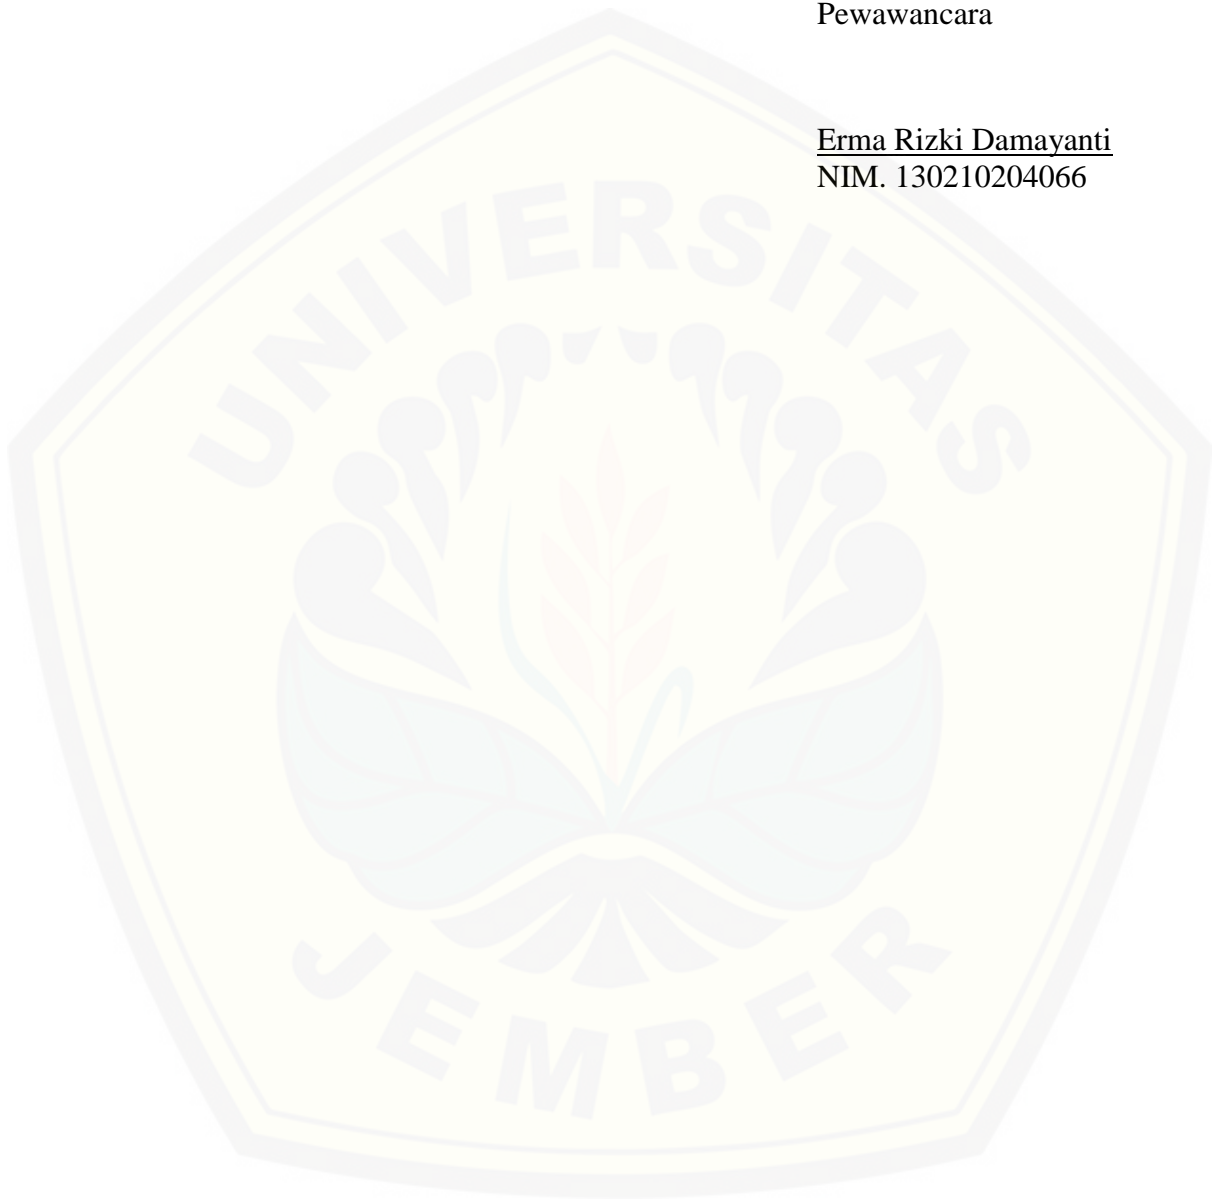 Pewawancara
Erma Rizki Damayanti
NIM. 130210204066
UNIVERSITAS
JEMBER